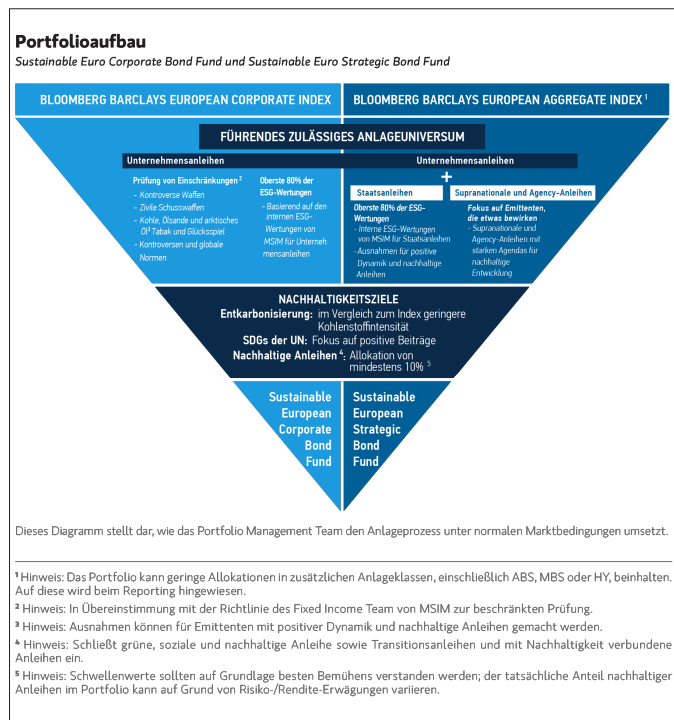 Portfolioaufbau
Sustainable Euro Corporate Bond Fund und Sustainable Euro Strategic Bond Fund
BLOOMBERG BARCLAYS EUROPEAN CORPORATE INDEX
BLOOMBERG BARCLAYS EUROPEAN AGGREGATE INDEX ¹
FÜHRENDES ZULÄSSIGES ANLAGEUNIVERSUM
Unternehmensanleihen
Prüfung von Einschränkungen ²
- Kontroverse Waffen
- Zivile Schusswaffen
- Kohle, Ölsande und arktisches
Öl³ Tabak und Glücksspiel
- Kontroversen und globale
Normen
Oberste 80% der
ESG-Wertungen
- Basierend auf den
internen ESG-
Wertungen von
MSIM für Unterneh
mensanleihen
Unternehmensanleihen
+
Staatsanleihen
Oberste 80% der ESG-
Wertungen
- Interne ESG-Wertungen
von MSIM für Staatsanleihen
- Ausnahmen für positive
Dynamik und nachhaltige
Anleihen
Supranationale und Agency-Anleihen
Fokus auf Emittenten,
die etwas bewirken
- Supranationale und
Agency-Anleihen mit
starken Agendas für
nachhaltige
Entwicklung
NACHHALTIGKEITSZIELE
Entkarbonisierung: im Vergleich zum Index geringere
Kohlenstoffintensität
SDGs der UN: Fokus auf positive Beiträge
Nachhaltige Anleihen ⁴: Allokation von
mindestens 10% ⁵
Sustainable
European
Corporate
Bond
Fund
Sustainable
European
Strategic
Bond
Fund
Dieses Diagramm stellt dar, wie das Portfolio Management Team den Anlageprozess unter normalen Marktbedingungen umsetzt.
¹ Hinweis: Das Portfolio kann geringe Allokationen in zusätzlichen Anlageklassen, einschließlich ABS, MBS oder HY, beinhalten.
Auf diese wird beim Reporting hingewiesen.
² Hinweis: In Übereinstimmung mit der Richtlinie des Fixed Income Team von MSIM zur beschränkten Prüfung.
³ Hinweis: Ausnahmen können für Emittenten mit positiver Dynamik und nachhaltige Anleihen gemacht werden.
⁴ Hinweis: Schließt grüne, soziale und nachhaltige Anleihe sowie Transitionsanleihen und mit Nachhaltigkeit verbundene
Anleihen ein.
⁵ Hinweis: Schwellenwerte sollten auf Grundlage besten Bemühens verstanden werden; der tatsächliche Anteil nachhaltiger
Anleihen im Portfolio kann auf Grund von Risiko-/Rendite-Erwägungen variieren.